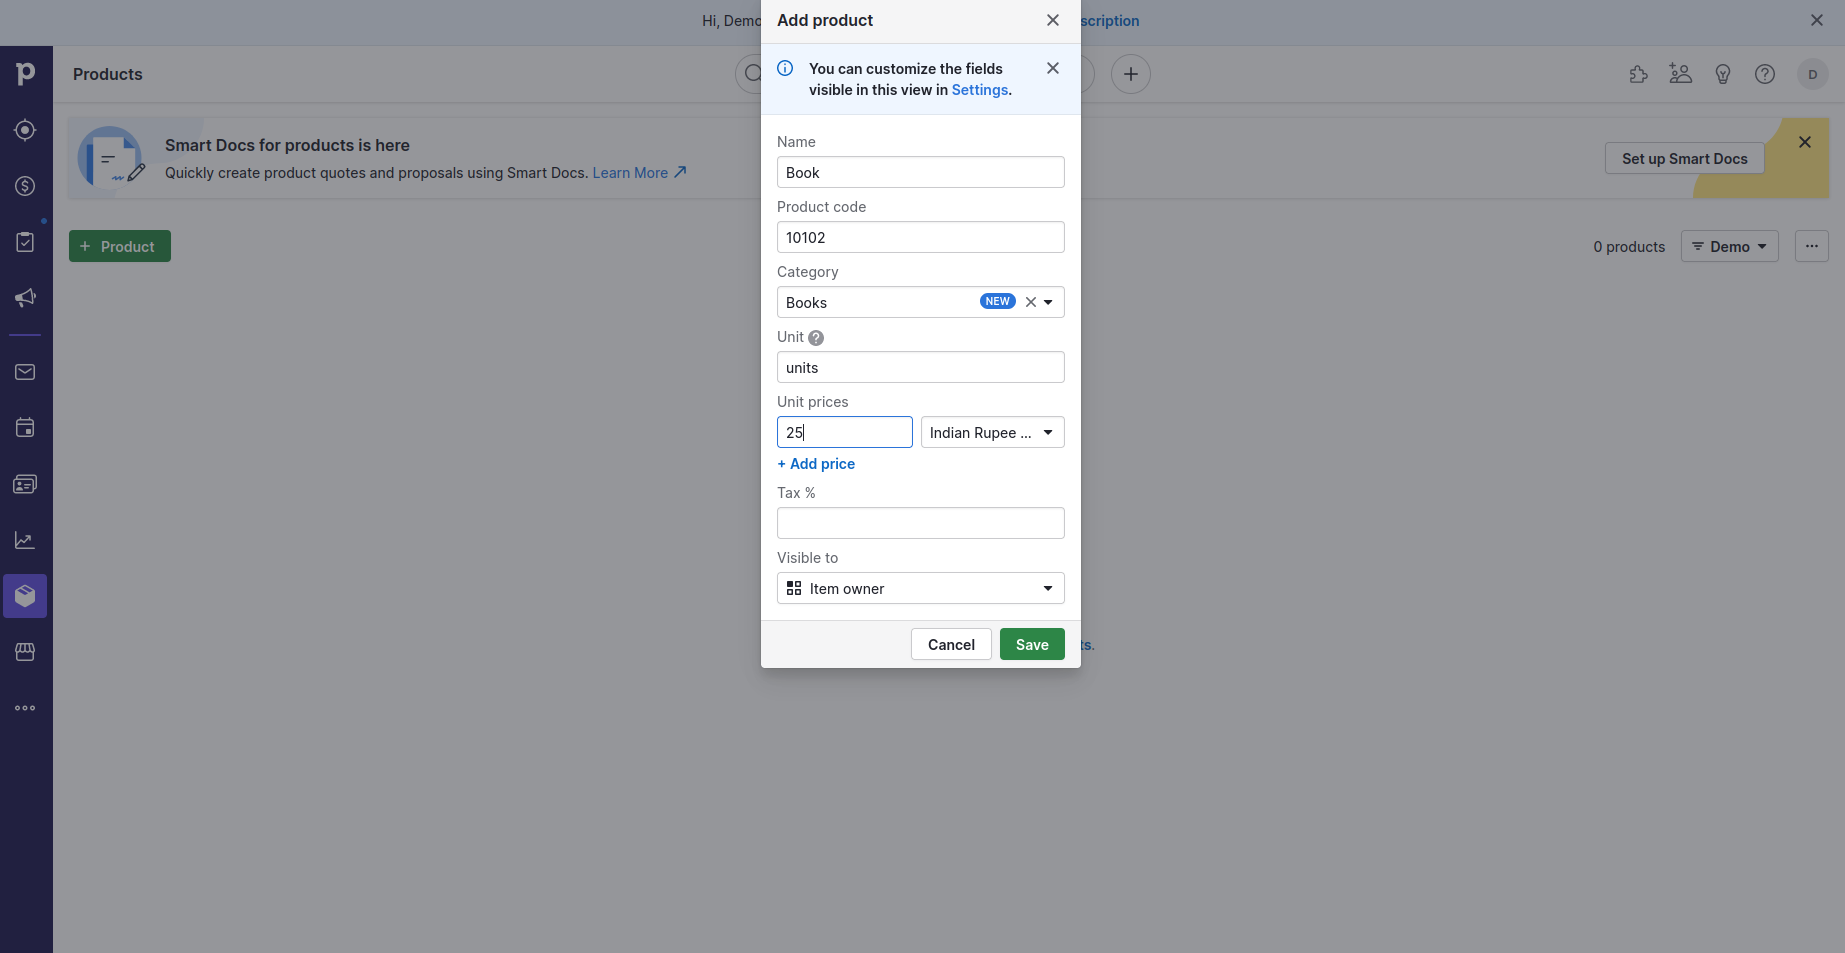 Hi, Demo
scription
Add product
You can customize the fields
visible in this view in Settings.
Products
D
Smart Docs for products is here
Quickly create product quotes and proposals using Smart Docs. Learn More
Set up Smart Docs
+ Product
0 products
Demo
Name
Book
Product code
10102
Category
Books
NEW
Unit ?
units
Unit prices
25
Indian Rupee ...
+ Add price
Tax %
Visible to
Item owner
Cancel
Save
ts.